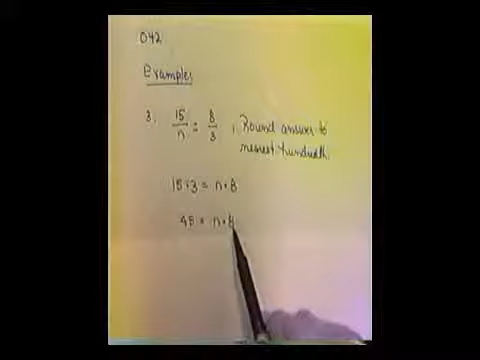 042
Examples
3. 15/n = 8/3, Round answer to
nearest hundredth.
15·3 = n·8
45 = n·8